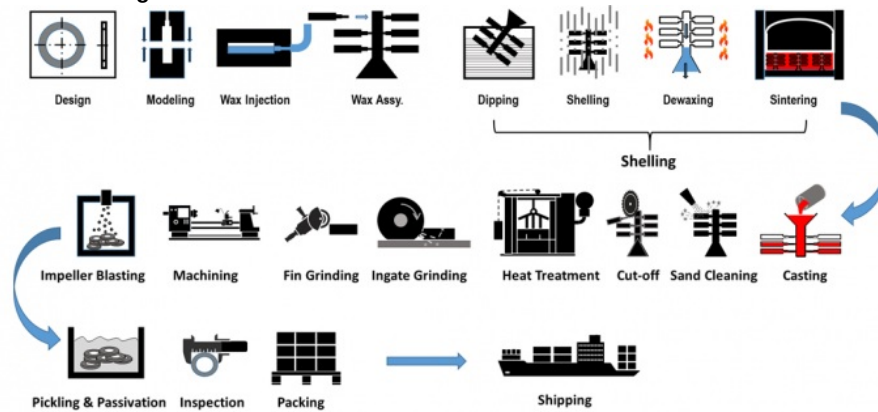 Design
Modeling
Wax Injection
Wax Assy.
Dipping
Shelling
Dewaxing
Sintering
Shelling
Impeller Blasting
Machining
Fin Grinding
Ingate Grinding
Heat Treatment
Cut-off
Sand Cleaning
Casting
Pickling & Passivation
Inspection
Packing
Shipping